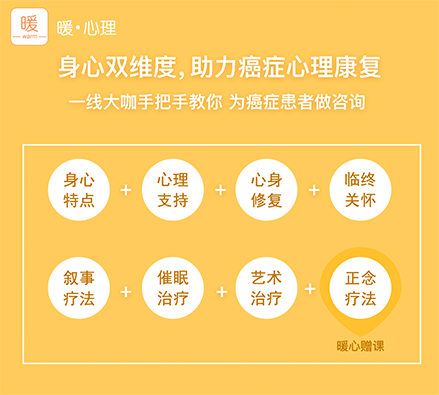 暖
warm
暖·心理
身心双维度，助力癌症心理康复
一线大咖手把手教你 为癌症患者做咨询
身心 + 心理 + 心身 + 临终
特点 支持 修复 关怀
叙事 + 催眠 + 艺术 + 正念
疗法 治疗 治疗 疗法
暖心赠课